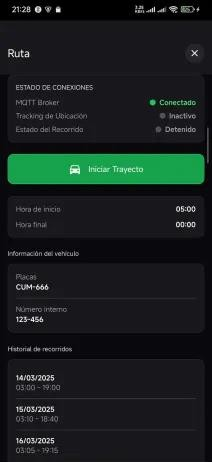 21:28
3.25 KB/S
Ruta
ESTADO DE CONEXIONES
MQTT Broker Conectado
Tracking de Ubicación Inactivo
Estado del Recorrido Detenido
Iniciar Trayecto
Hora de inicio 05:00
Hora final 00:00
Información del vehículo
Placas
CUM-666
Número interno
123-456
Historial de recorridos
14/03/2025
03:00 - 19:00
15/03/2025
03:10 - 18:40
16/03/2025
03:05 - 19:15